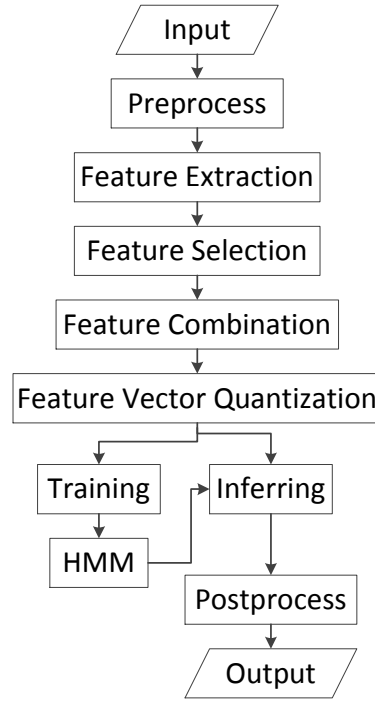 Input
Preprocess
Feature Extraction
Feature Selection
Feature Combination
Feature Vector Quantization
Training
Inferring
HMM
Postprocess
Output